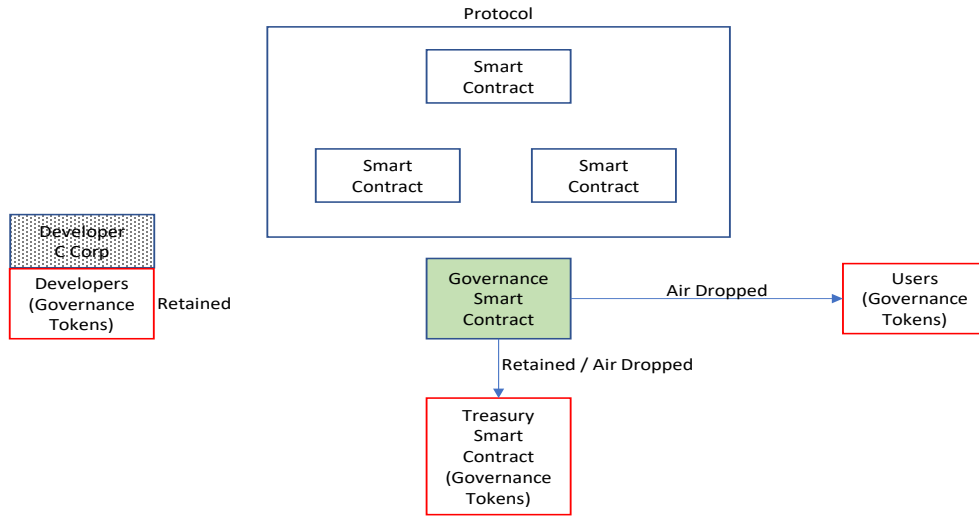 Protocol
Smart
Contract
Smart
Contract
Smart
Contract
Developer
C Corp
Developers
(Governance
Tokens)
Retained
Governance
Smart
Contract
Air Dropped
Users
(Governance
Tokens)
Retained / Air Dropped
Treasury
Smart
Contract
(Governance
Tokens)